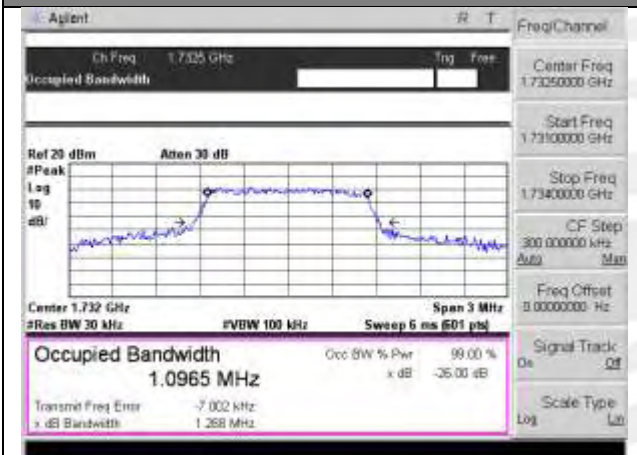 Agilent R T
Ch Freq 1.7325 GHz Trig Free
Occupied Bandwidth
Ref 20 dBm Atten 30 dB
#Peak
Log
10
dB/
Center 1.732 GHz Span 3 MHz
#Res BW 30 kHz #VBW 100 kHz Sweep 6 ms (601 pts)
Occupied Bandwidth
1.0965 MHz
Occ BW % Pwr 99.00 %
x dB -26.00 dB
Transmit Freq Error -7.002 kHz
x dB Bandwidth 1.268 MHz
Freq/Channel
Center Freq
1.73250000 GHz
Start Freq
1.73100000 GHz
Stop Freq
1.73400000 GHz
CF Step
300.000000 kHz
Auto Man
Freq Offset
0.00000000 Hz
Signal Track
On Off
Scale Type
Log Lin